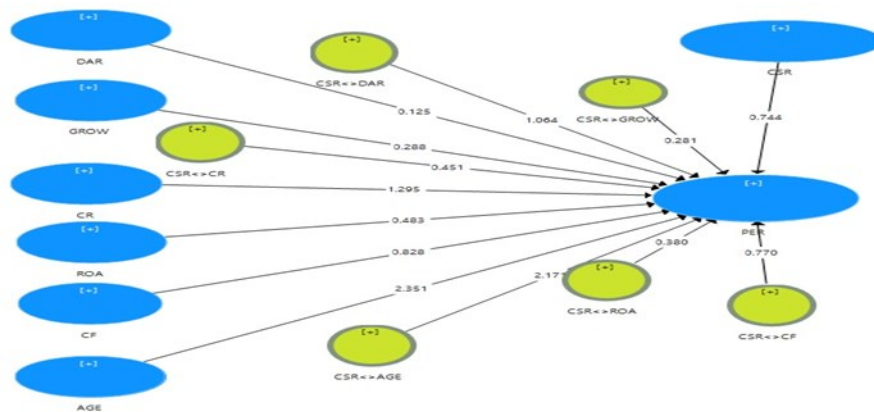 [+]
DAR
[+]
CSR<>DAR
[+]
CSR
[+]
GROW
[+]
CSR<>GROW
[+]
CSR<>CR
0.125
1.064
0.281
0.744
0.288
0.451
[+]
CR
1.295
[+]
PER
[+]
ROA
0.483
0.828
0.380
0.770
2.351
2.171
[+]
CF
[+]
CSR<>ROA
[+]
CSR<>CF
[+]
CSR<>AGE
[+]
AGE